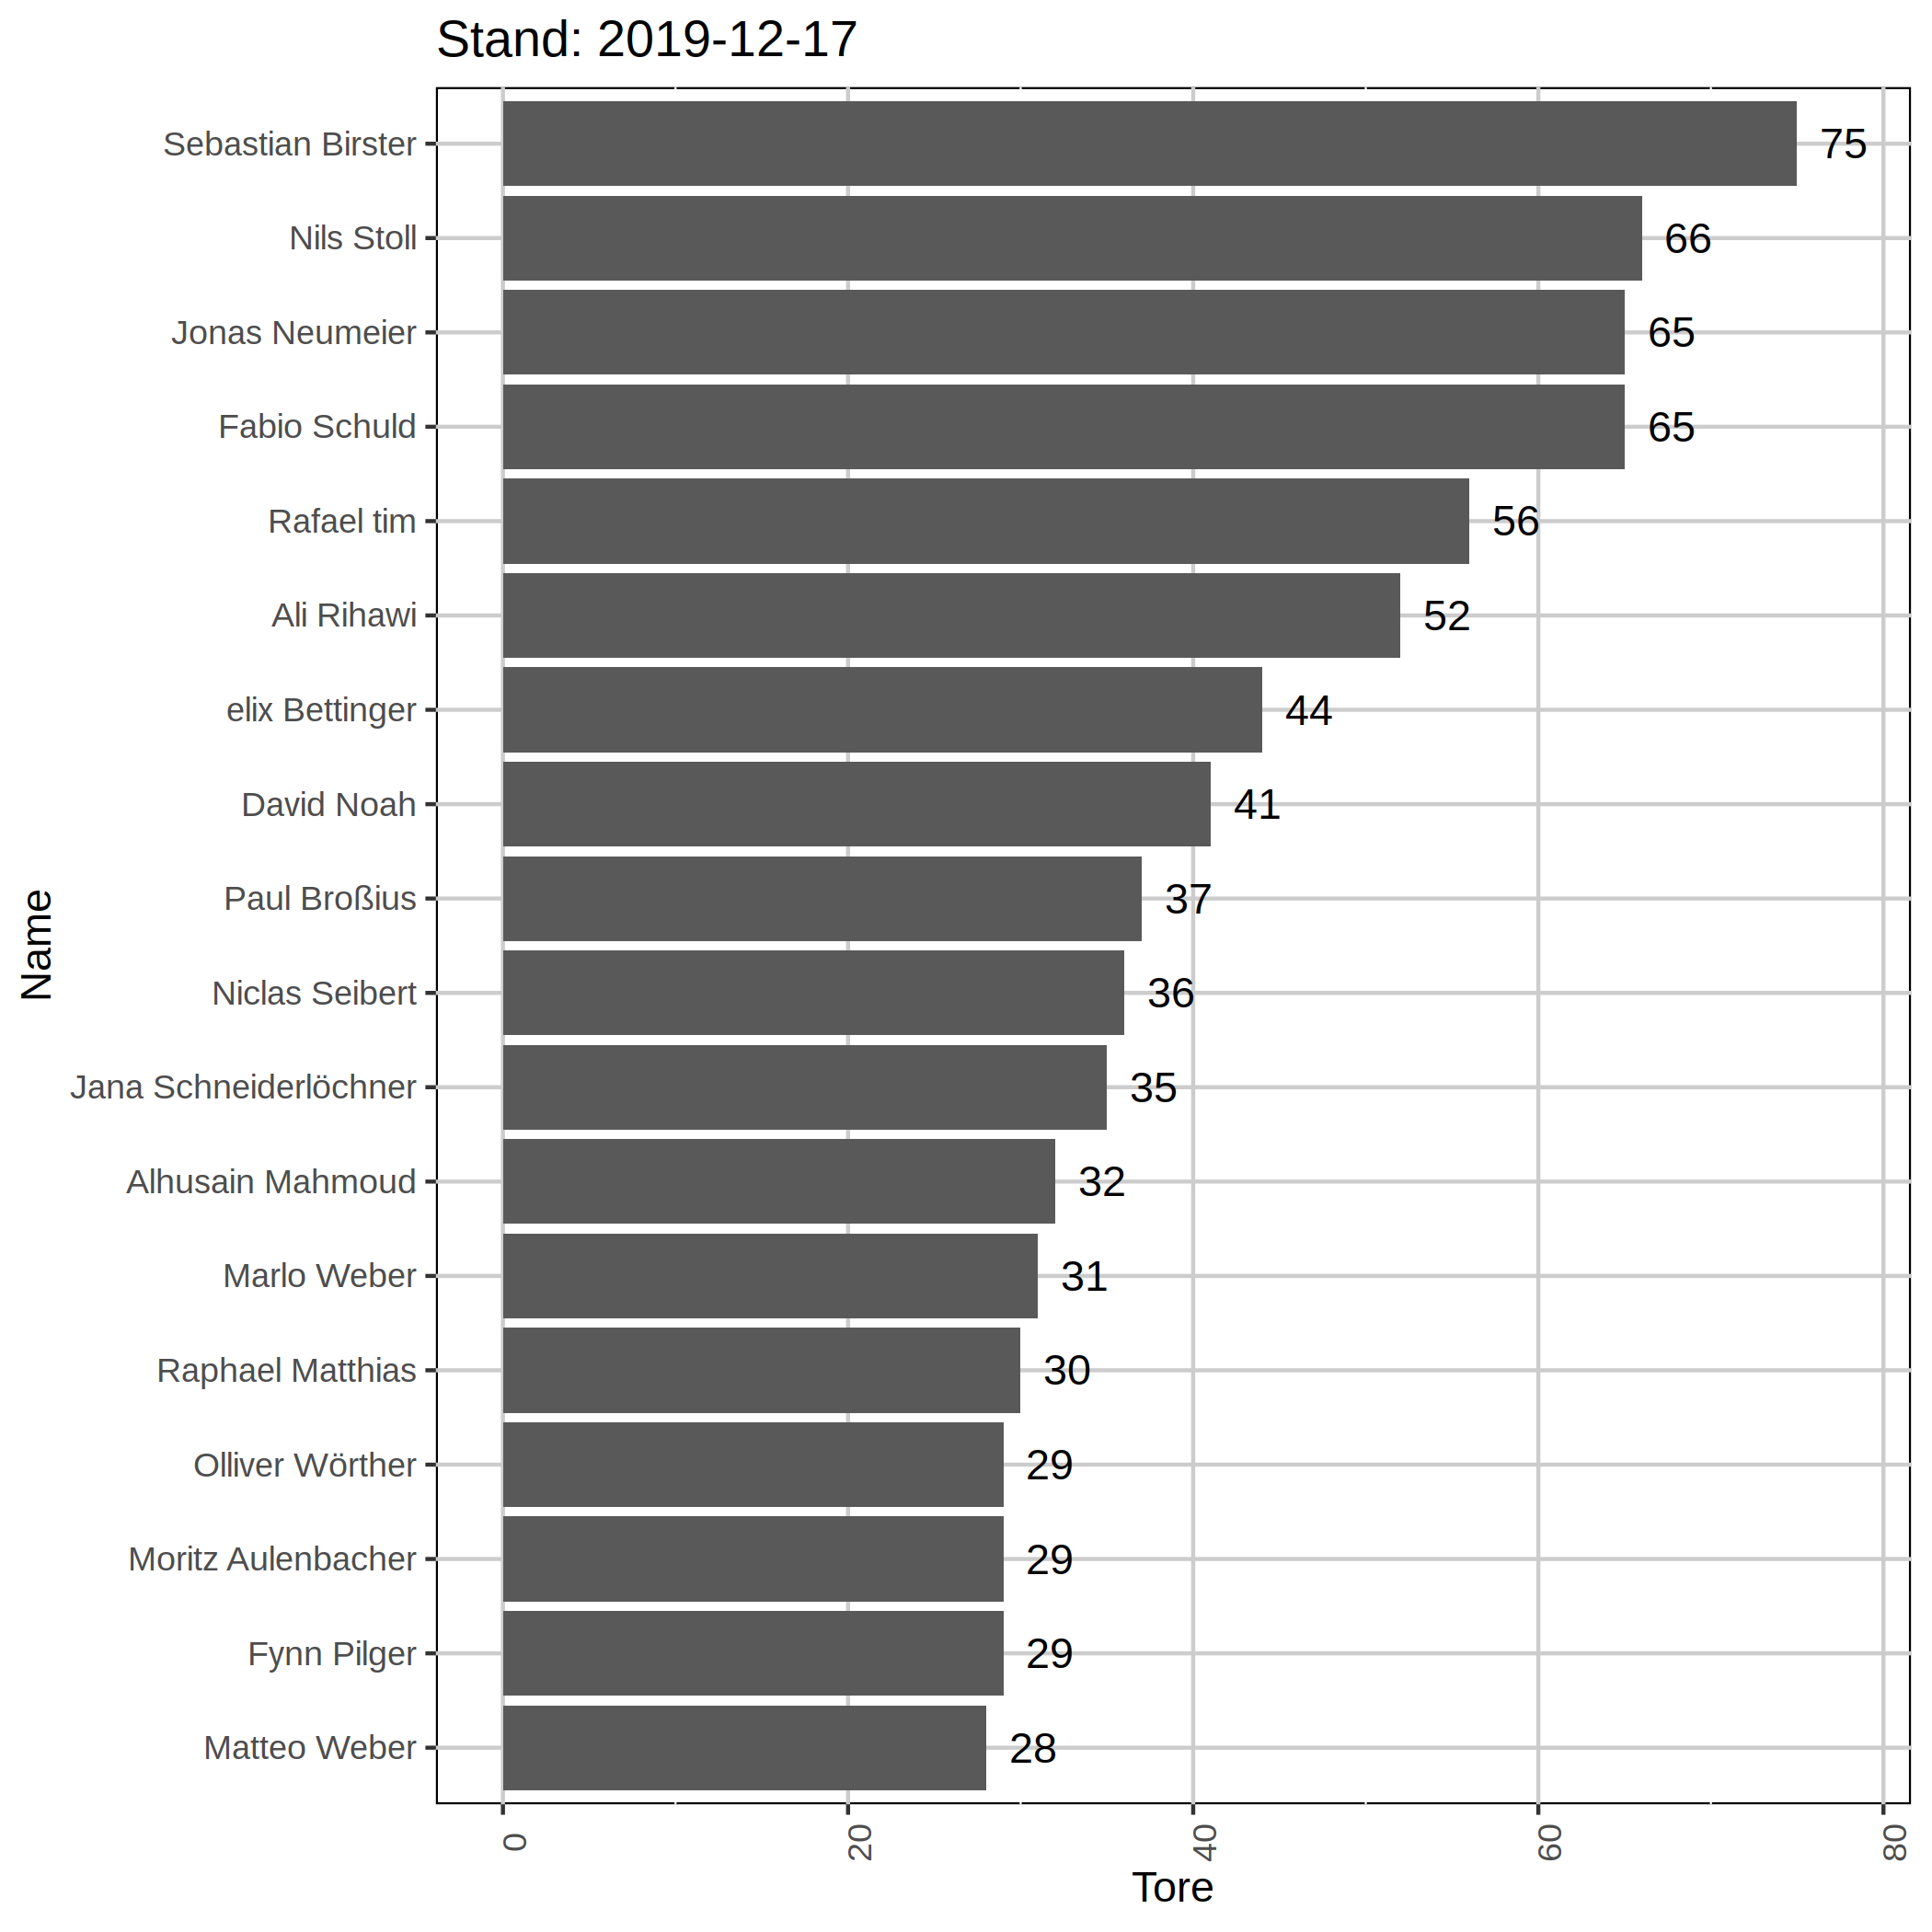 Stand: 2019-12-17
Sebastian Birster 75
Nils Stoll 66
Jonas Neumeier 65
Fabio Schuld 65
Rafael tim 56
Ali Rihawi 52
elix Bettinger 44
David Noah 41
Paul Broßius 37
Niclas Seibert 36
Jana Schneiderlöchner 35
Alhusain Mahmoud 32
Marlo Weber 31
Raphael Matthias 30
Olliver Wörther 29
Moritz Aulenbacher 29
Fynn Pilger 29
Matteo Weber 28
Name
0 20 40 60 80
Tore